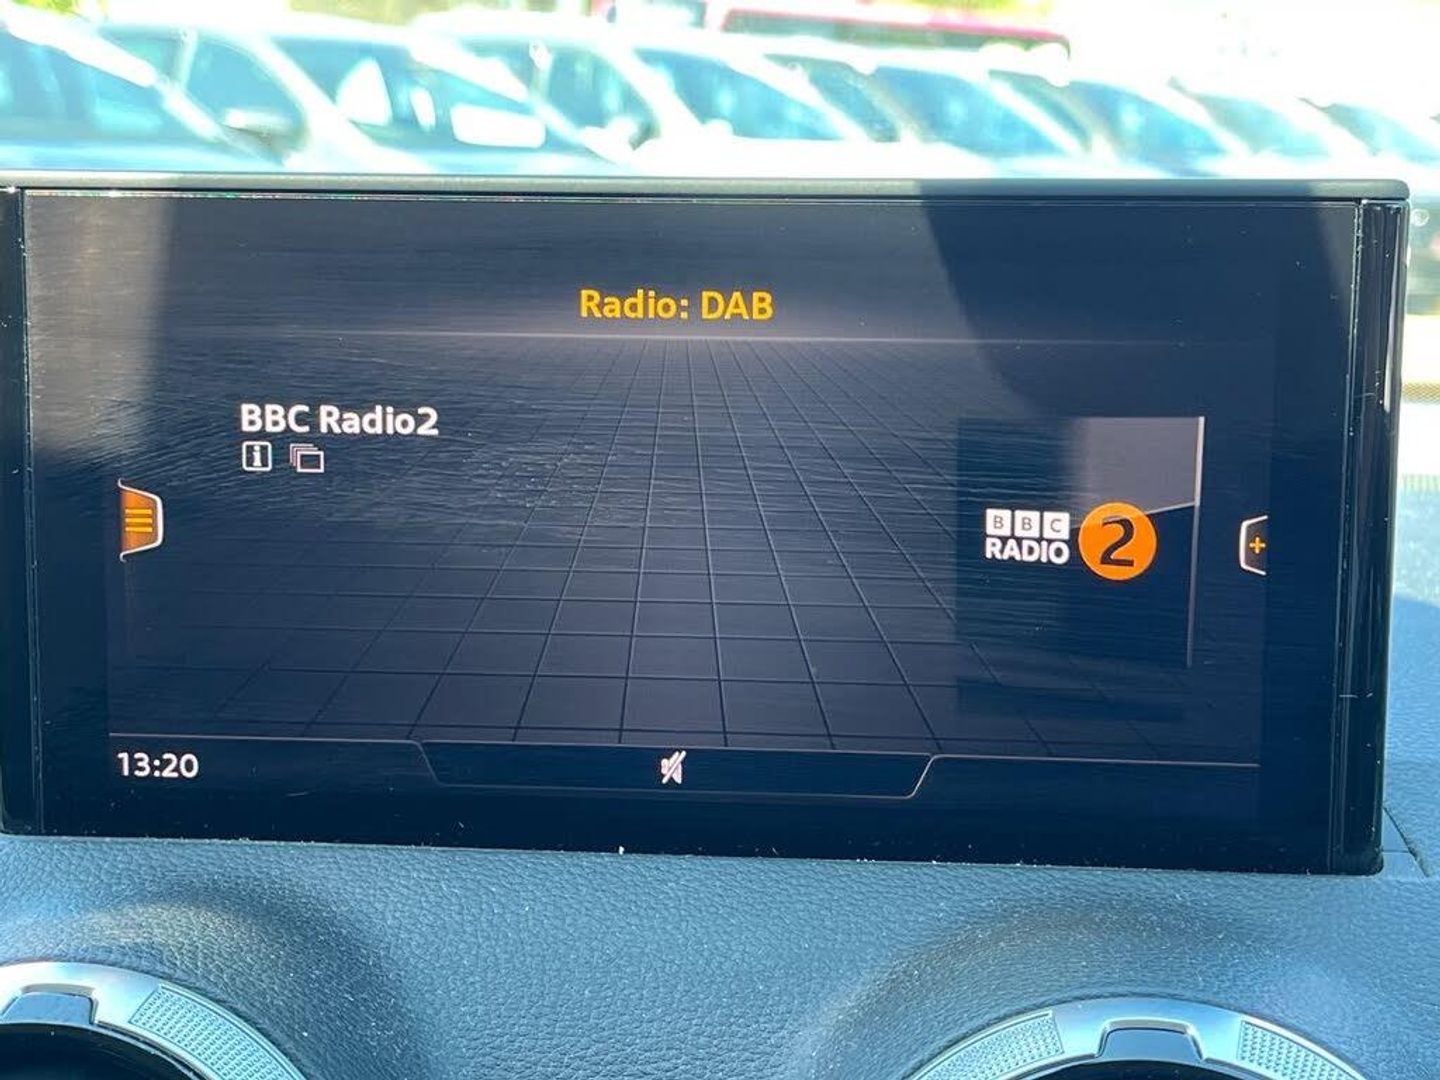 Radio: DAB
BBC Radio2
BBC
RADIO 2
13:20